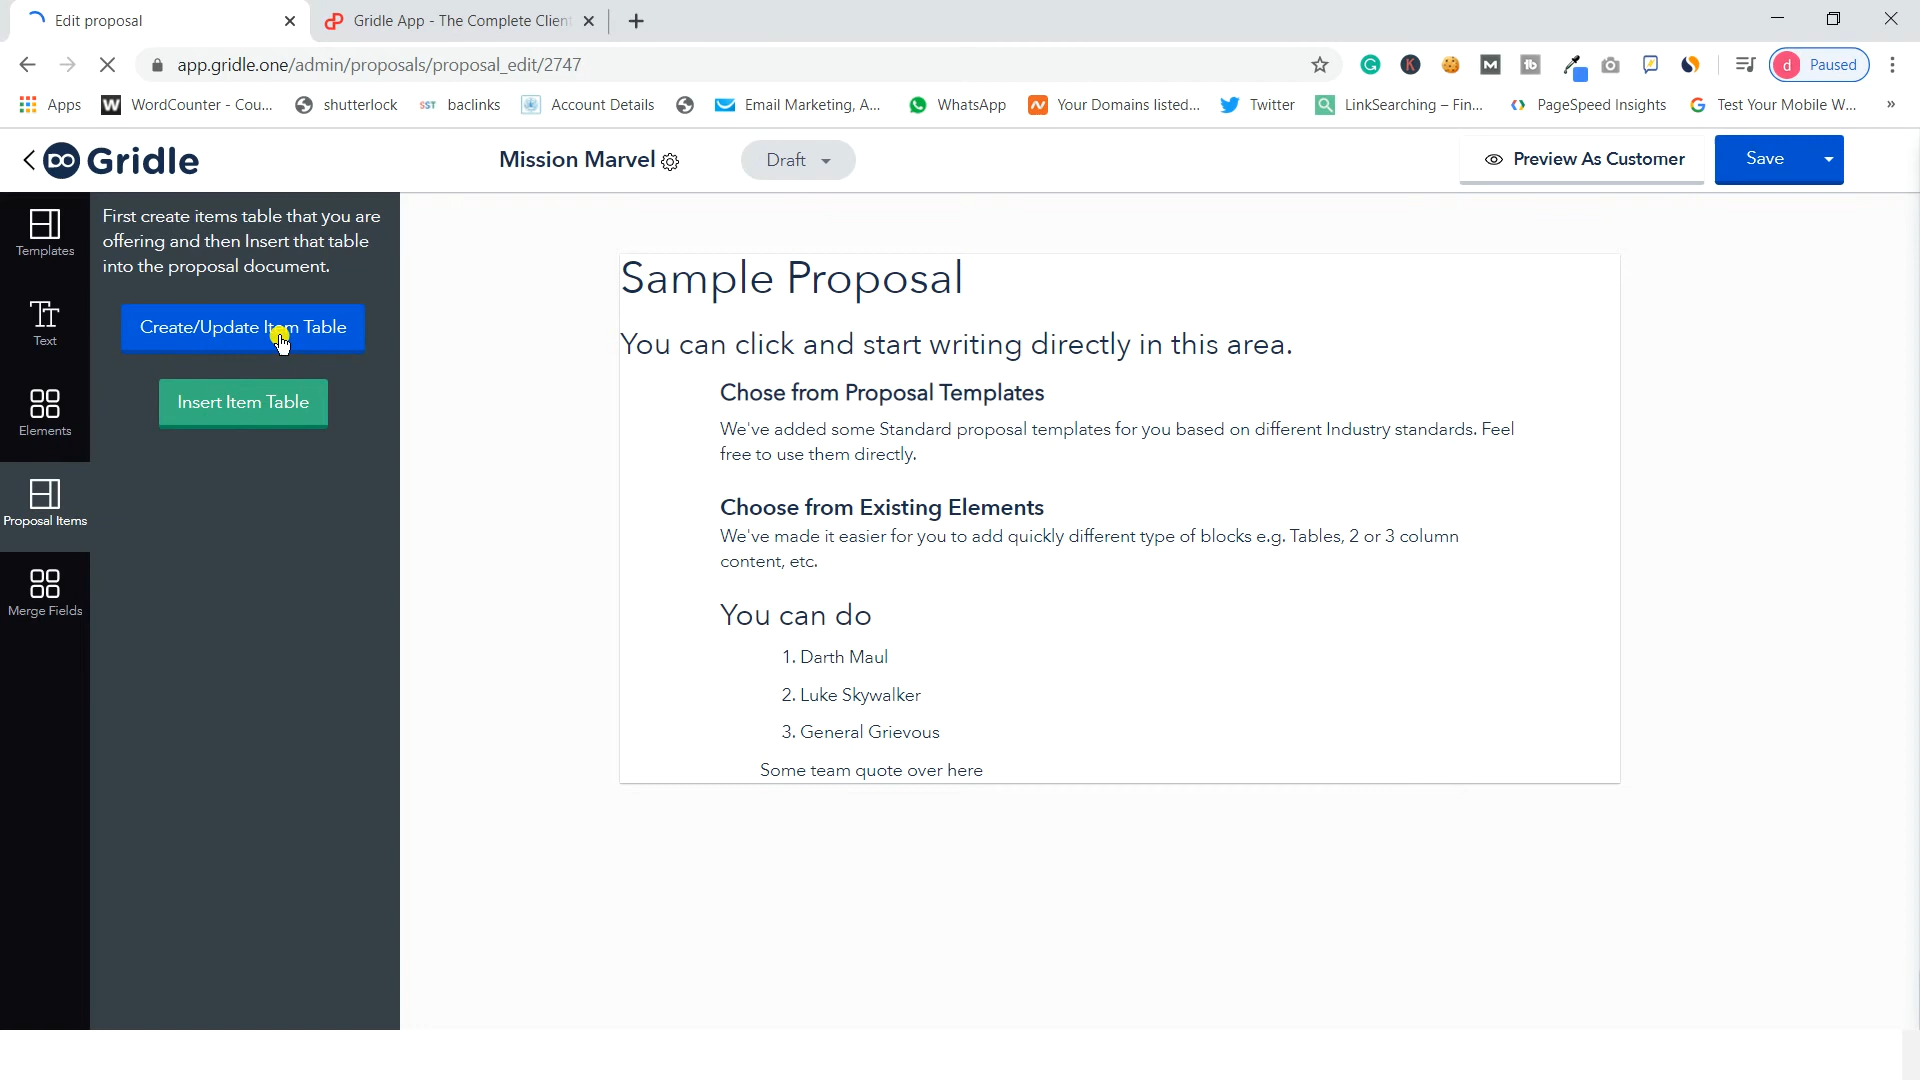 Edit proposal
Gridle App - The Complete Clien
app.gridle.one/admin/proposals/proposal_edit/2747
d Paused
Apps
WordCounter - Cou...
shutterlock
SST baclinks
Account Details
Email Marketing, A...
WhatsApp
Your Domains listed...
Twitter
LinkSearching – Fin...
PageSpeed Insights
Test Your Mobile W...
»
Gridle
Mission Marvel
Draft
Preview As Customer
Save
Templates
Text
Elements
Proposal Items
Merge Fields
First create items table that you are
offering and then Insert that table
into the proposal document.
Create/Update Item Table
Insert Item Table
Sample Proposal
You can click and start writing directly in this area.
Chose from Proposal Templates
We've added some Standard proposal templates for you based on different Industry standards. Feel
free to use them directly.
Choose from Existing Elements
We've made it easier for you to add quickly different type of blocks e.g. Tables, 2 or 3 column
content, etc.
You can do
1. Darth Maul
2. Luke Skywalker
3. General Grievous
Some team quote over here